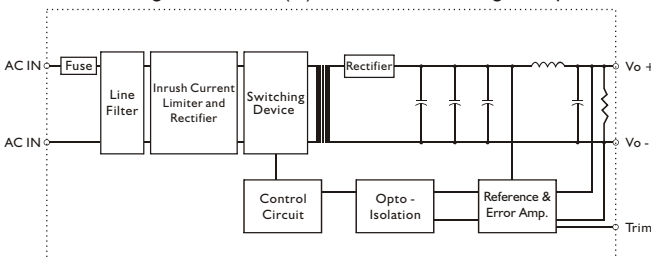 AC IN
Fuse
Line
Filter
Inrush Current
Limiter and
Rectifier
Switching
Device
Rectifier
Vo +
AC IN
Vo -
Control
Circuit
Opto -
Isolation
Reference &
Error Amp.
Trim